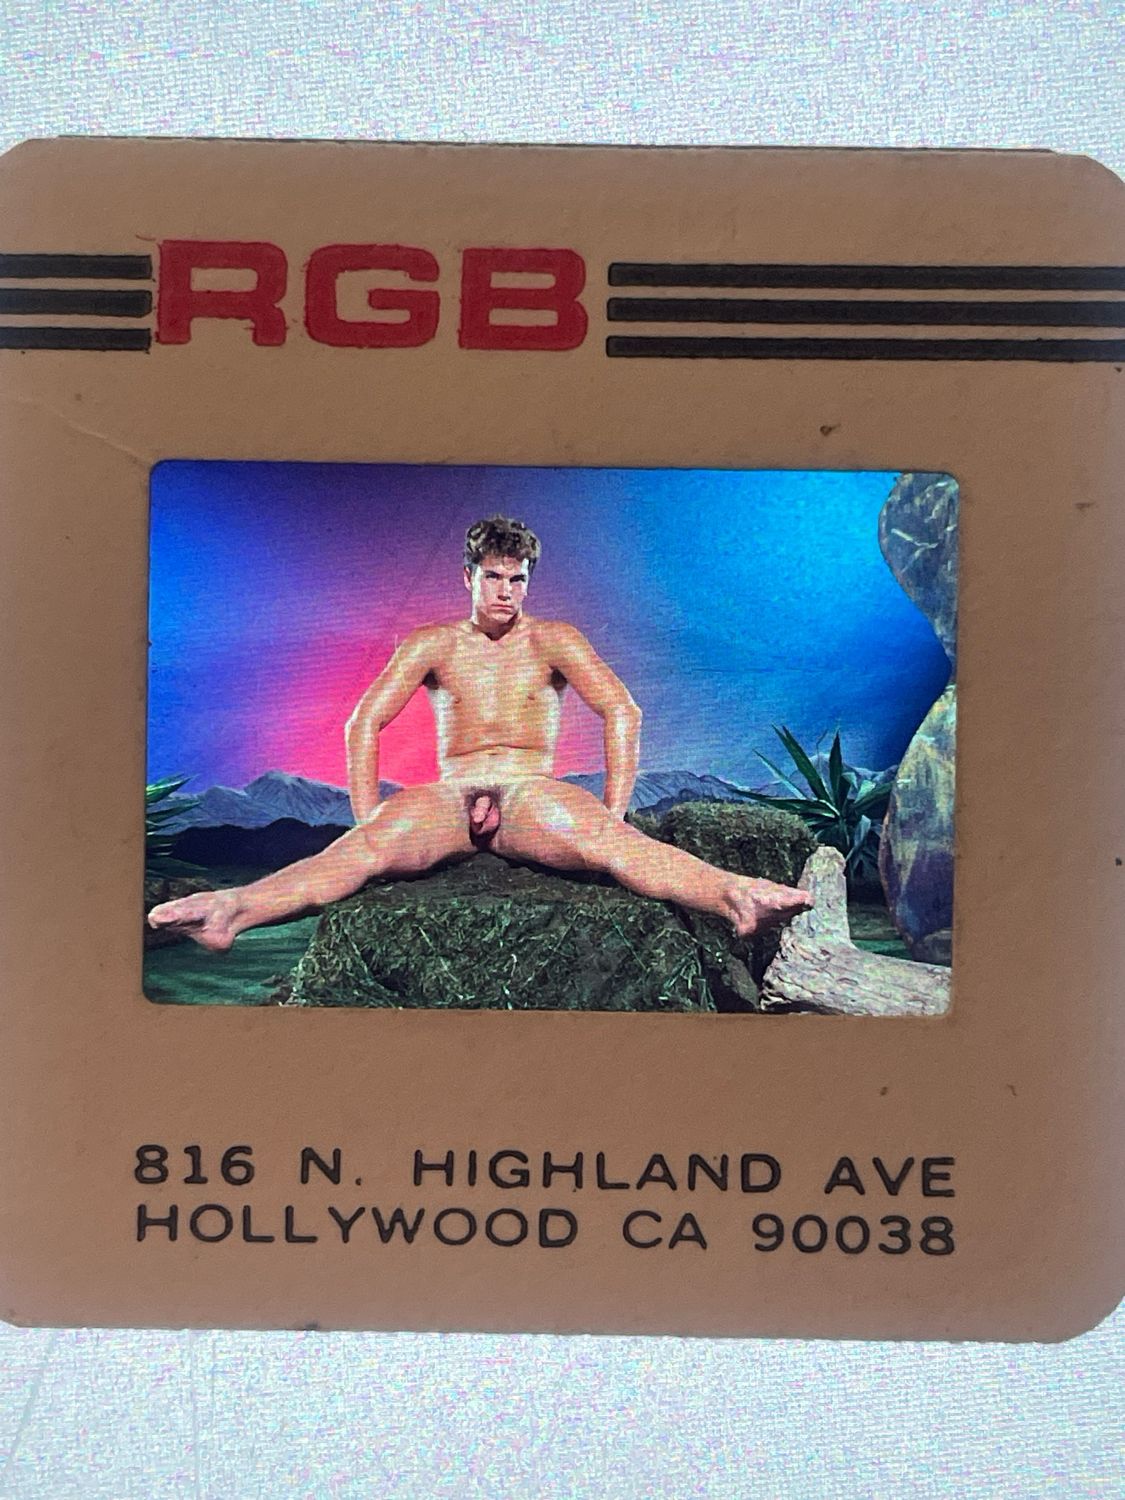 RGB
816 N. HIGHLAND AVE
HOLLYWOOD CA 90038